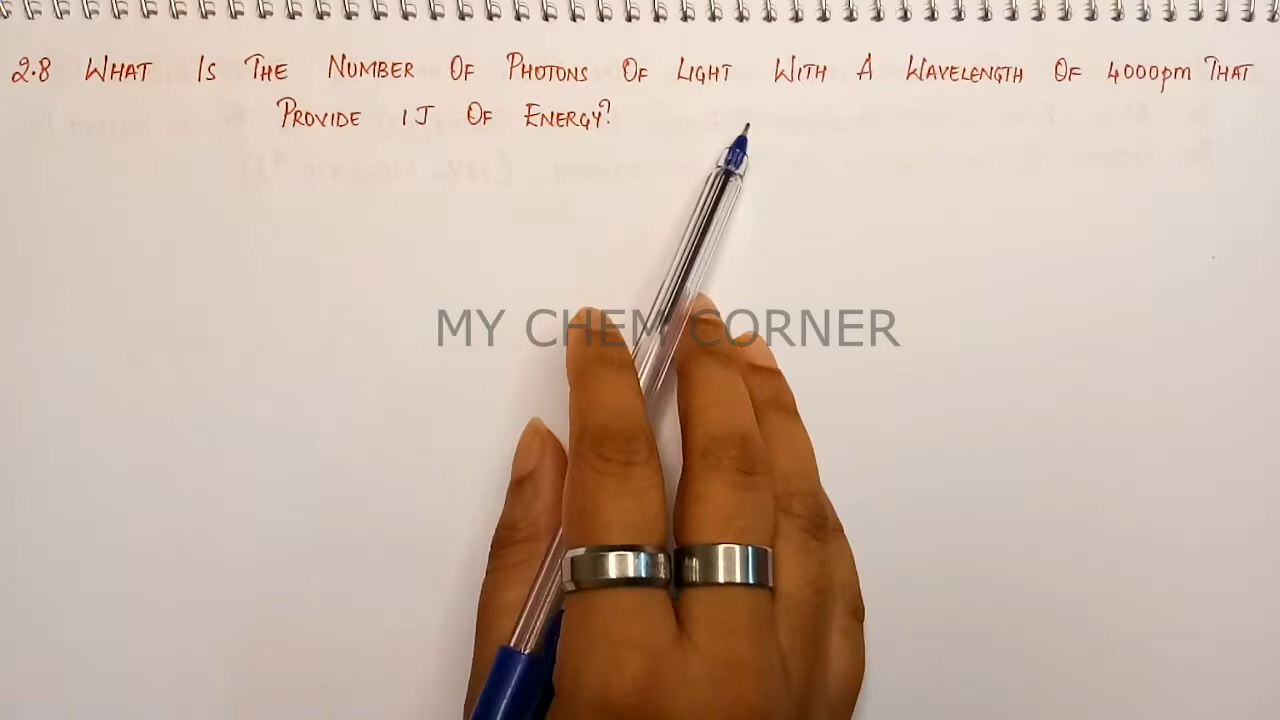 2.8 WHAT IS THE NUMBER OF PHOTONS OF LIGHT WITH A WAVELENGTH OF 4000pm THAT
PROVIDE 1J OF ENERGY?
MY CHEM CORNER